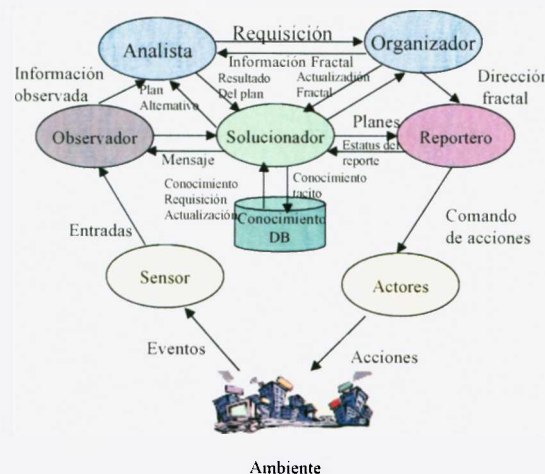 Requisición
Analista
Organizador
Información Fractal
Información
observada
Resultado
Del plan
Actualización
Fractal
Dirección
fractal
Plan
Alternativo
Observador
Solucionador
Planes
Reportero
Estatus del
reporte
Mensaje
Conocimiento
Requisición
Actualización
Conocimiento
tacito
Conocimiento
DB
Entradas
Comando
de acciones
Sensor
Actores
Eventos
Acciones
Ambiente